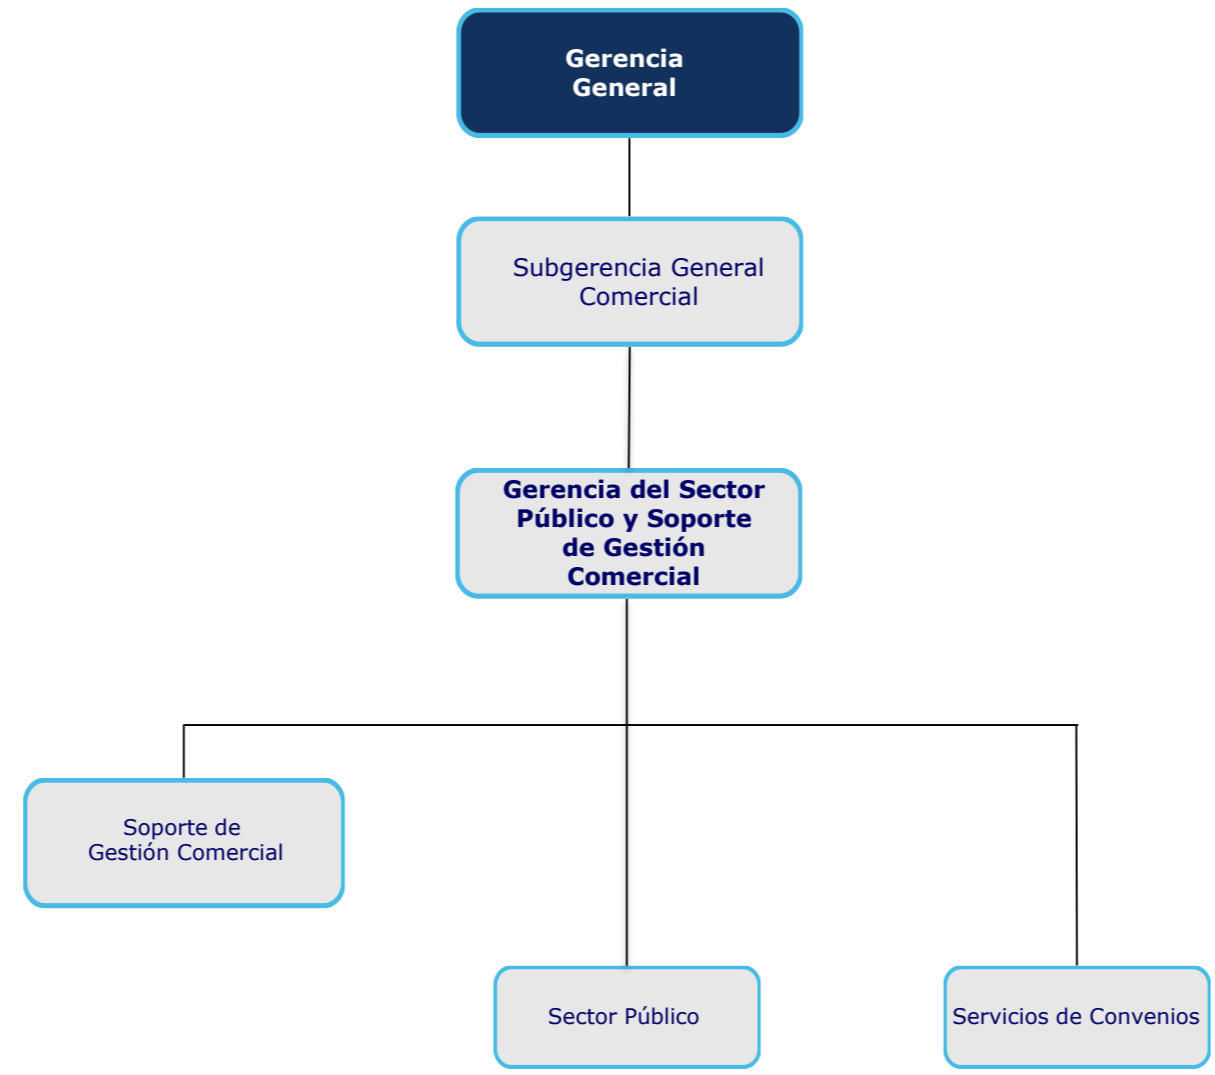 Gerencia
General
Subgerencia General
Comercial
Gerencia del Sector
Público y Soporte
de Gestión
Comercial
Soporte de
Gestión Comercial
Sector Público
Servicios de Convenios